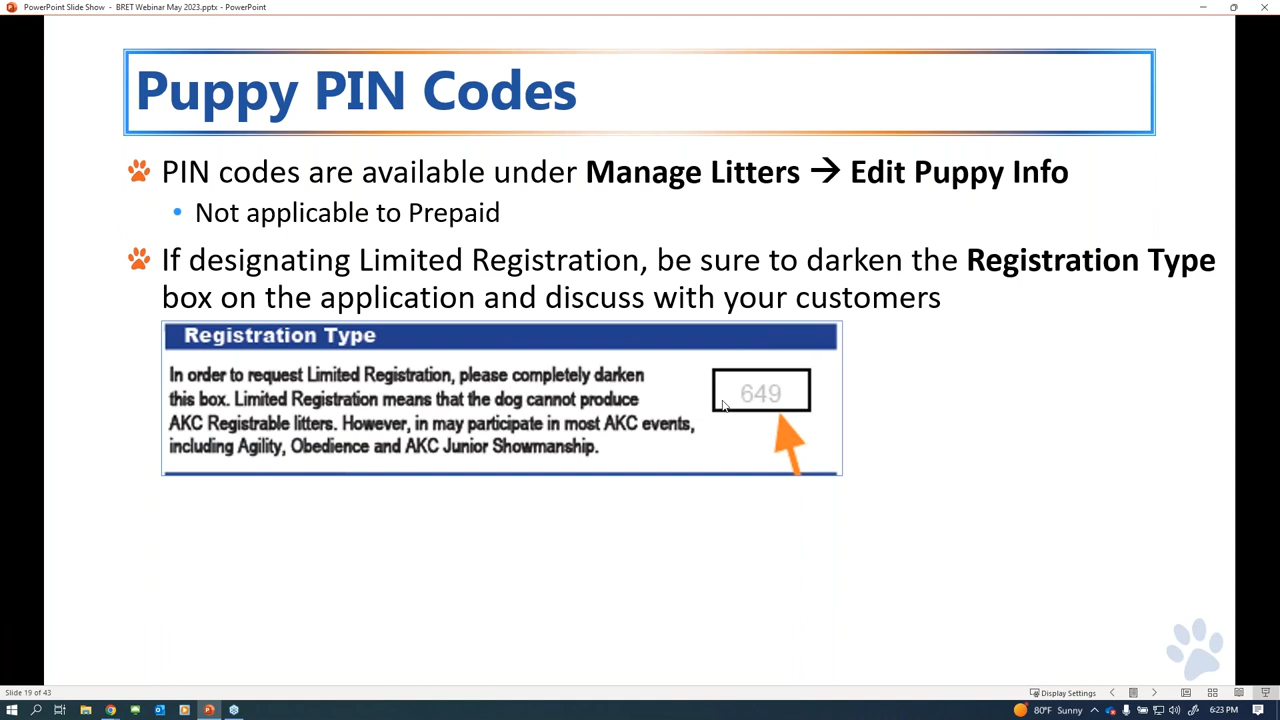 PowerPoint Slide Show - BRET Webinar May 2023.pptx - PowerPoint
Puppy PIN Codes
PIN codes are available under Manage Litters → Edit Puppy Info
• Not applicable to Prepaid
If designating Limited Registration, be sure to darken the Registration Type
box on the application and discuss with your customers
Registration Type
In order to request Limited Registration, please completely darken
this box. Limited Registration means that the dog cannot produce
AKC Registrable litters. However, in may participate in most AKC events,
including Agility, Obedience and AKC Junior Showmanship.
649
Slide 19 of 43
Display Settings
80°F Sunny
6:23 PM